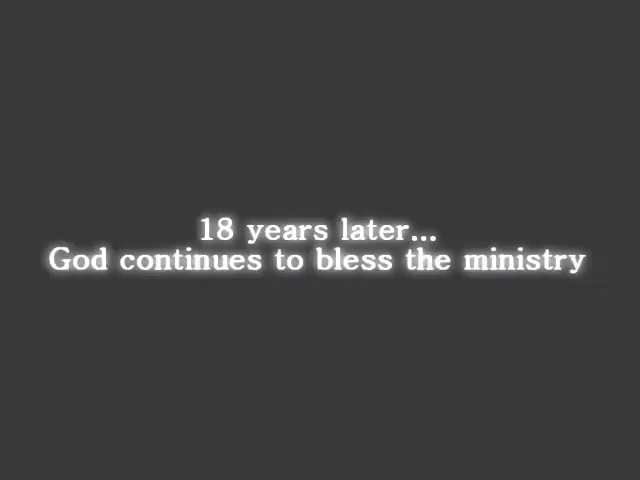 18 years later...
God continues to bless the ministry